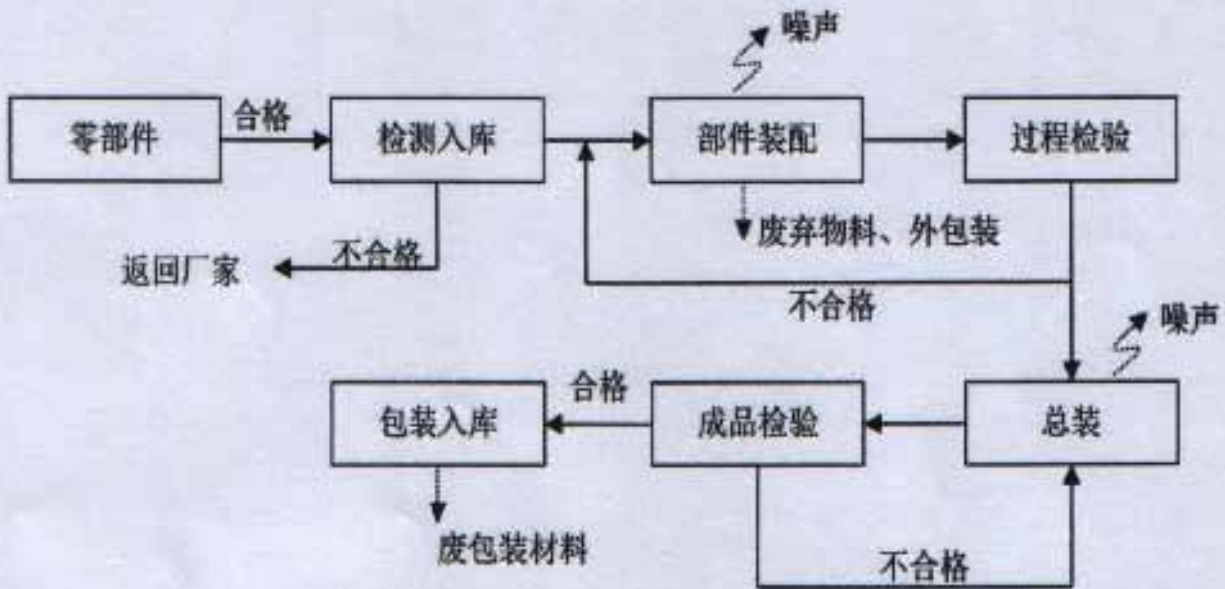 噪声
零部件
合格
检测入库
部件装配
过程检验
废弃物料、外包装
返回厂家
不合格
不合格
噪声
包装入库
合格
成品检验
总装
废包装材料
不合格